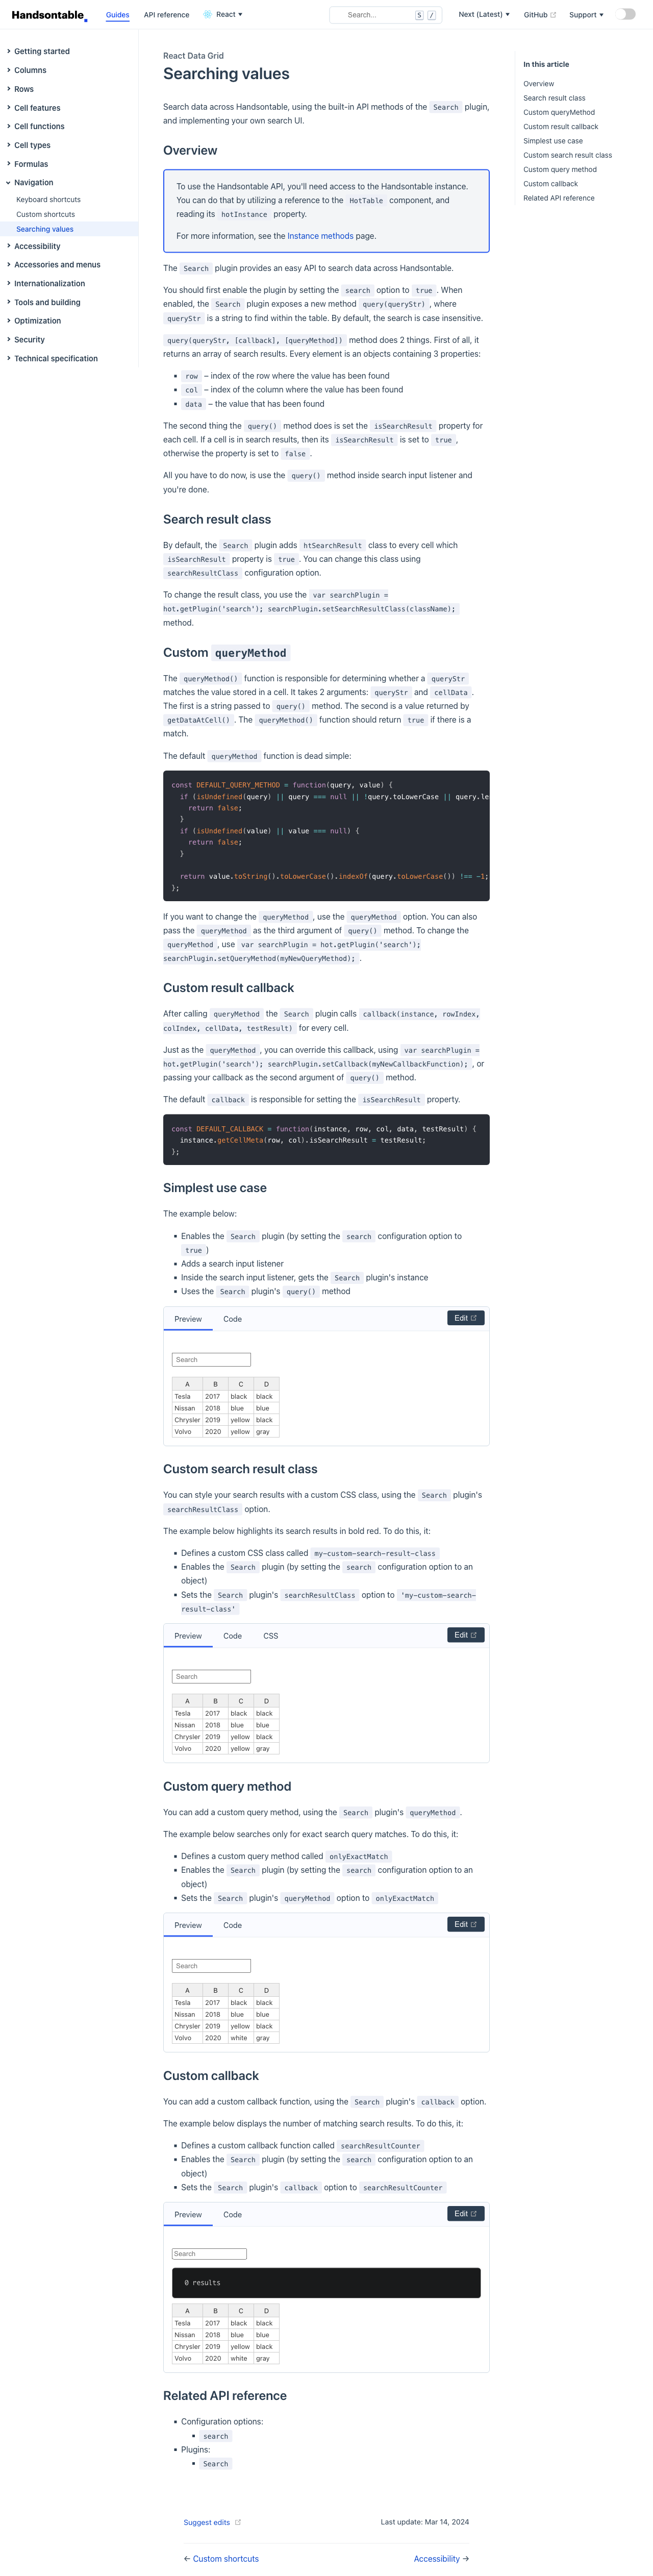 Handsontable
Guides
API reference
React
Search...
S /
Next (Latest)
GitHub
Support
Getting started
Columns
Rows
Cell features
Cell functions
Cell types
Formulas
Navigation
Keyboard shortcuts
Custom shortcuts
Searching values
Accessibility
Accessories and menus
Internationalization
Tools and building
Optimization
Security
Technical specification
React Data Grid
Searching values
Search data across Handsontable, using the built-in API methods of the Search plugin,
and implementing your own search UI.
Overview
To use the Handsontable API, you'll need access to the Handsontable instance.
You can do that by utilizing a reference to the HotTable component, and
reading its hotInstance property.
For more information, see the Instance methods page.
The Search plugin provides an easy API to search data across Handsontable.
You should first enable the plugin by setting the search option to true . When
enabled, the Search plugin exposes a new method query(queryStr) , where
queryStr is a string to find within the table. By default, the search is case insensitive.
query(queryStr, [callback], [queryMethod]) method does 2 things. First of all, it
returns an array of search results. Every element is an objects containing 3 properties:
▪ row – index of the row where the value has been found
▪ col – index of the column where the value has been found
▪ data – the value that has been found
The second thing the query() method does is set the isSearchResult property for
each cell. If a cell is in search results, then its isSearchResult is set to true ,
otherwise the property is set to false .
All you have to do now, is use the query() method inside search input listener and
you're done.
Search result class
By default, the Search plugin adds htSearchResult class to every cell which
isSearchResult property is true . You can change this class using
searchResultClass configuration option.
To change the result class, you use the var searchPlugin =
hot.getPlugin('search'); searchPlugin.setSearchResultClass(className);
method.
Custom queryMethod
The queryMethod() function is responsible for determining whether a queryStr
matches the value stored in a cell. It takes 2 arguments: queryStr and cellData .
The first is a string passed to query() method. The second is a value returned by
getDataAtCell() . The queryMethod() function should return true if there is a
match.
The default queryMethod function is dead simple:
const DEFAULT_QUERY_METHOD = function(query, value) {
if (isUndefined(query) || query === null || !query.toLowerCase || query.le
return false;
}
if (isUndefined(value) || value === null) {
return false;
}
return value.toString().toLowerCase().indexOf(query.toLowerCase()) !== -1;
};
If you want to change the queryMethod , use the queryMethod option. You can also
pass the queryMethod as the third argument of query() method. To change the
queryMethod , use var searchPlugin = hot.getPlugin('search');
searchPlugin.setQueryMethod(myNewQueryMethod); .
Custom result callback
After calling queryMethod the Search plugin calls callback(instance, rowIndex,
colIndex, cellData, testResult) for every cell.
Just as the queryMethod , you can override this callback, using var searchPlugin =
hot.getPlugin('search'); searchPlugin.setCallback(myNewCallbackFunction); , or
passing your callback as the second argument of query() method.
The default callback is responsible for setting the isSearchResult property.
const DEFAULT_CALLBACK = function(instance, row, col, data, testResult) {
instance.getCellMeta(row, col).isSearchResult = testResult;
};
Simplest use case
The example below:
▪ Enables the Search plugin (by setting the search configuration option to
true )
▪ Adds a search input listener
▪ Inside the search input listener, gets the Search plugin's instance
▪ Uses the Search plugin's query() method
Preview Code Edit
Search
A B C D
Tesla 2017 black black
Nissan 2018 blue blue
Chrysler 2019 yellow black
Volvo 2020 yellow gray
Custom search result class
You can style your search results with a custom CSS class, using the Search plugin's
searchResultClass option.
The example below highlights its search results in bold red. To do this, it:
▪ Defines a custom CSS class called my-custom-search-result-class
▪ Enables the Search plugin (by setting the search configuration option to an
object)
▪ Sets the Search plugin's searchResultClass option to 'my-custom-search-
result-class'
Preview Code CSS Edit
Search
A B C D
Tesla 2017 black black
Nissan 2018 blue blue
Chrysler 2019 yellow black
Volvo 2020 yellow gray
Custom query method
You can add a custom query method, using the Search plugin's queryMethod .
The example below searches only for exact search query matches. To do this, it:
▪ Defines a custom query method called onlyExactMatch
▪ Enables the Search plugin (by setting the search configuration option to an
object)
▪ Sets the Search plugin's queryMethod option to onlyExactMatch
Preview Code Edit
Search
A B C D
Tesla 2017 black black
Nissan 2018 blue blue
Chrysler 2019 yellow black
Volvo 2020 white gray
Custom callback
You can add a custom callback function, using the Search plugin's callback option.
The example below displays the number of matching search results. To do this, it:
▪ Defines a custom callback function called searchResultCounter
▪ Enables the Search plugin (by setting the search configuration option to an
object)
▪ Sets the Search plugin's callback option to searchResultCounter
Preview Code Edit
Search
0 results
A B C D
Tesla 2017 black black
Nissan 2018 blue blue
Chrysler 2019 yellow black
Volvo 2020 white gray
Related API reference
▪ Configuration options:
▪ search
▪ Plugins:
▪ Search
Suggest edits
Last update: Mar 14, 2024
← Custom shortcuts
Accessibility →
In this article
Overview
Search result class
Custom queryMethod
Custom result callback
Simplest use case
Custom search result class
Custom query method
Custom callback
Related API reference